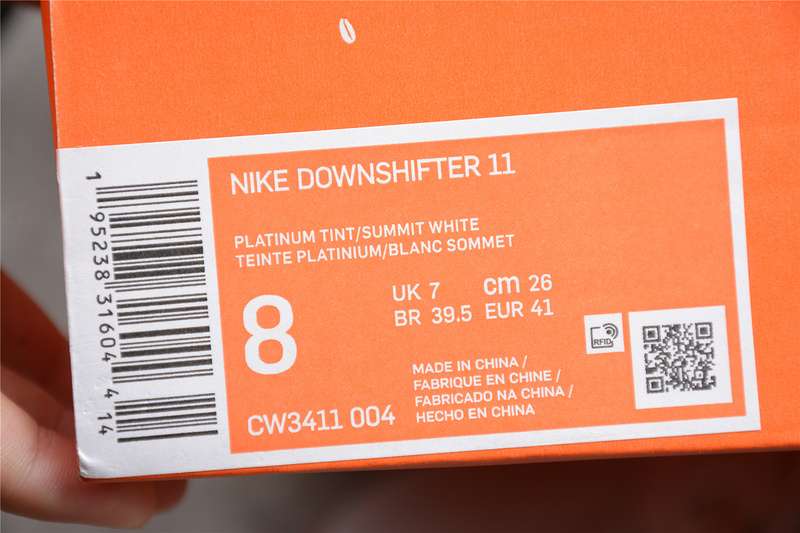 1 95238 31604 4 14
NIKE DOWNSHIFTER 11
PLATINUM TINT/SUMMIT WHITE
TEINTE PLATINIUM/BLANC SOMMET
8
UK 7 cm 26
BR 39.5 EUR 41
RFID
MADE IN CHINA /
FABRIQUE EN CHINE /
FABRICADO NA CHINA /
HECHO EN CHINA
CW3411 004